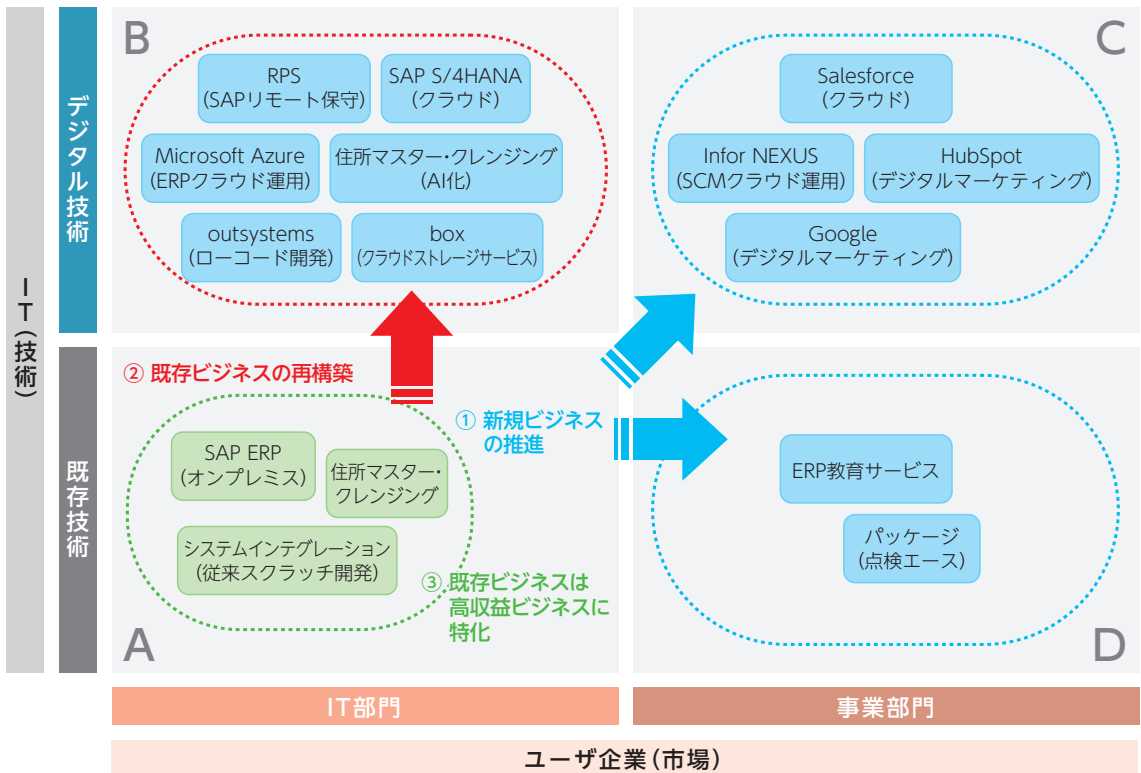 IT(技術)
デジタル技術
既存技術
B
RPS
(SAPリモート保守)
SAP S/4HANA
(クラウド)
Microsoft Azure
(ERPクラウド運用)
住所マスター・クレンジング
(AI化)
outsystems
(ローコード開発)
box
(クラウドストレージサービス)
C
Salesforce
(クラウド)
Infor NEXUS
(SCMクラウド運用)
HubSpot
(デジタルマーケティング)
Google
(デジタルマーケティング)
② 既存ビジネスの再構築
① 新規ビジネス
の推進
SAP ERP
(オンプレミス)
住所マスター・
クレンジング
システムインテグレーション
(従来スクラッチ開発)
③ 既存ビジネスは
高収益ビジネスに
特化
A
ERP教育サービス
パッケージ
(点検エース)
D
IT部門
事業部門
ユーザ企業(市場)